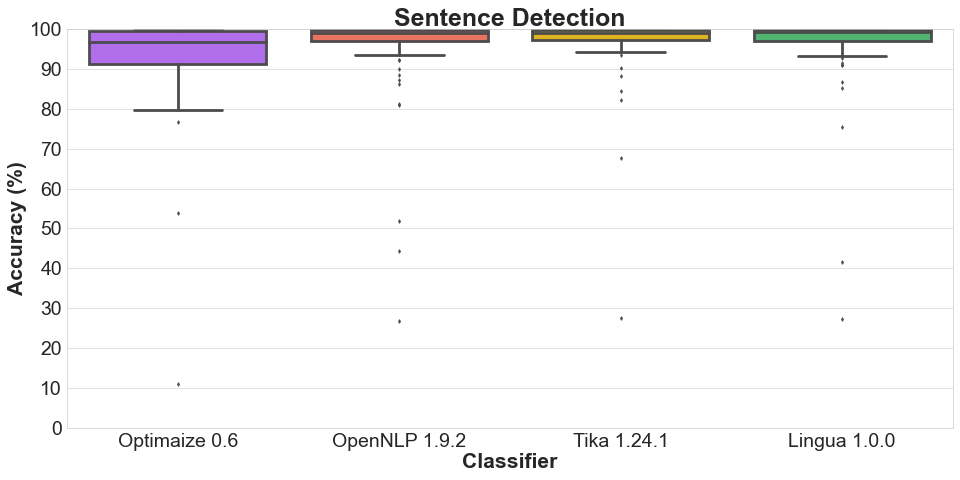 Sentence Detection
100
90
80
70
60
50
40
30
20
10
0
Accuracy (%)
Optimaize 0.6
OpenNLP 1.9.2
Tika 1.24.1
Lingua 1.0.0
Classifier